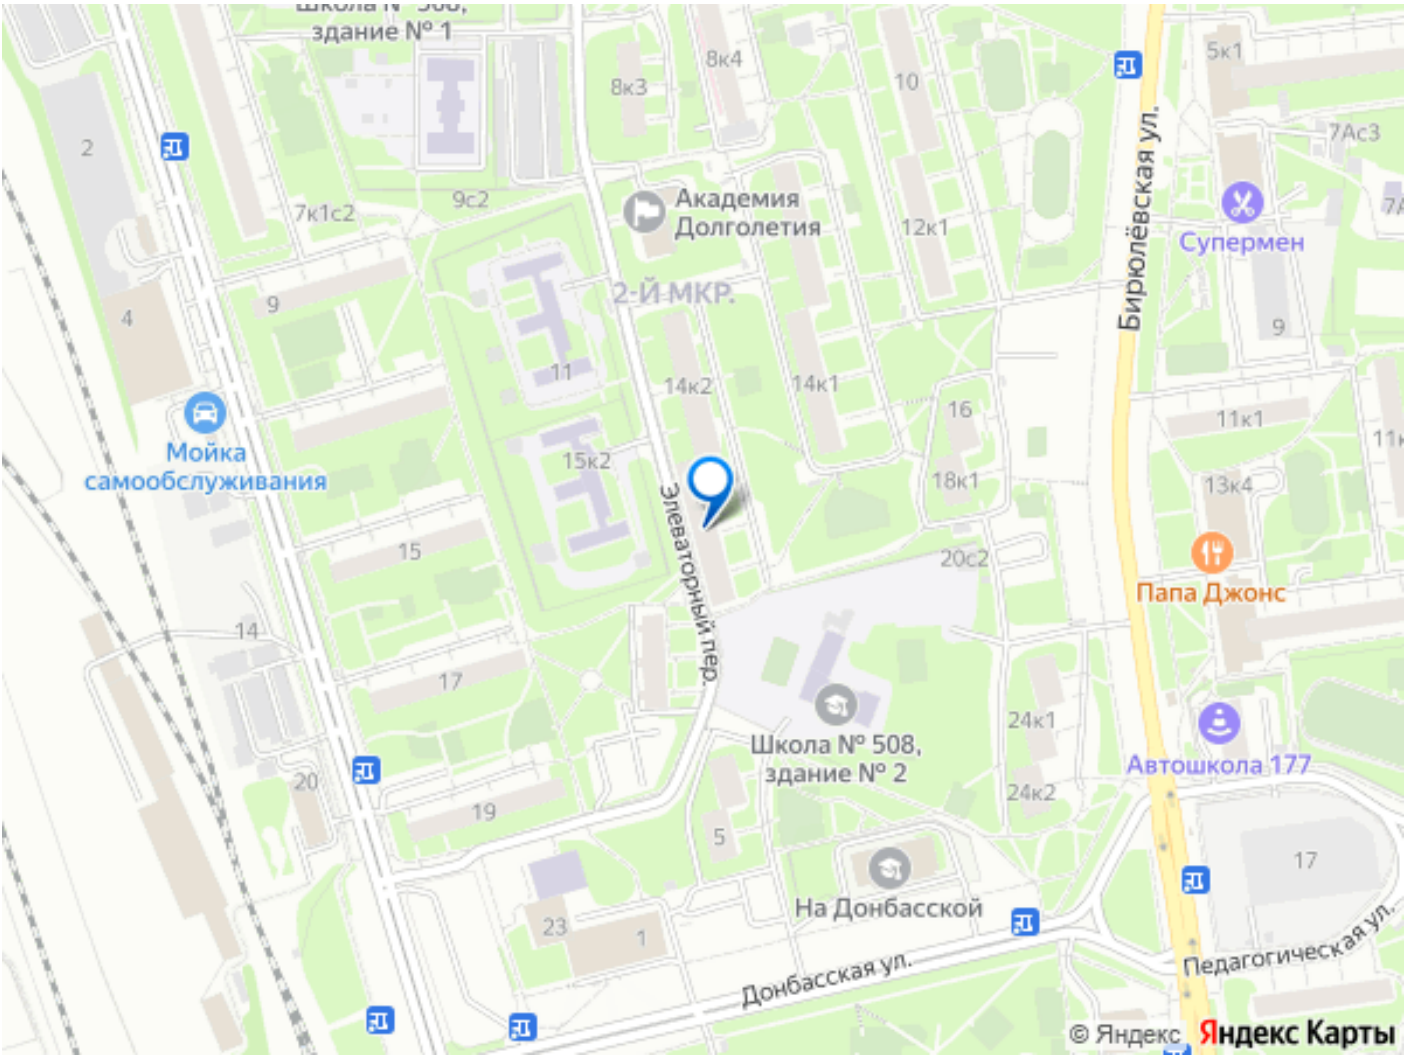 Школа № 508,
здание № 1
8к3
8к4
10
5к1
2
7Ас3
7к1с2
9с2
Академия
Долголетия
12к1
Бирюлёвская ул.
Супермен
4
9
2-Й МКР.
9
11
14к2
14к1
16
11к1
Мойка
самообслуживания
15к2
18к1
13к4
Элеваторный пер.
15
20с2
Папа Джонс
14
17
24к1
Школа № 508,
здание № 2
Автошкола 177
20
19
24к2
5
17
На Донбасской
23
1
Донбасская ул.
Педагогическая ул.
© Яндекс Яндекс Карты